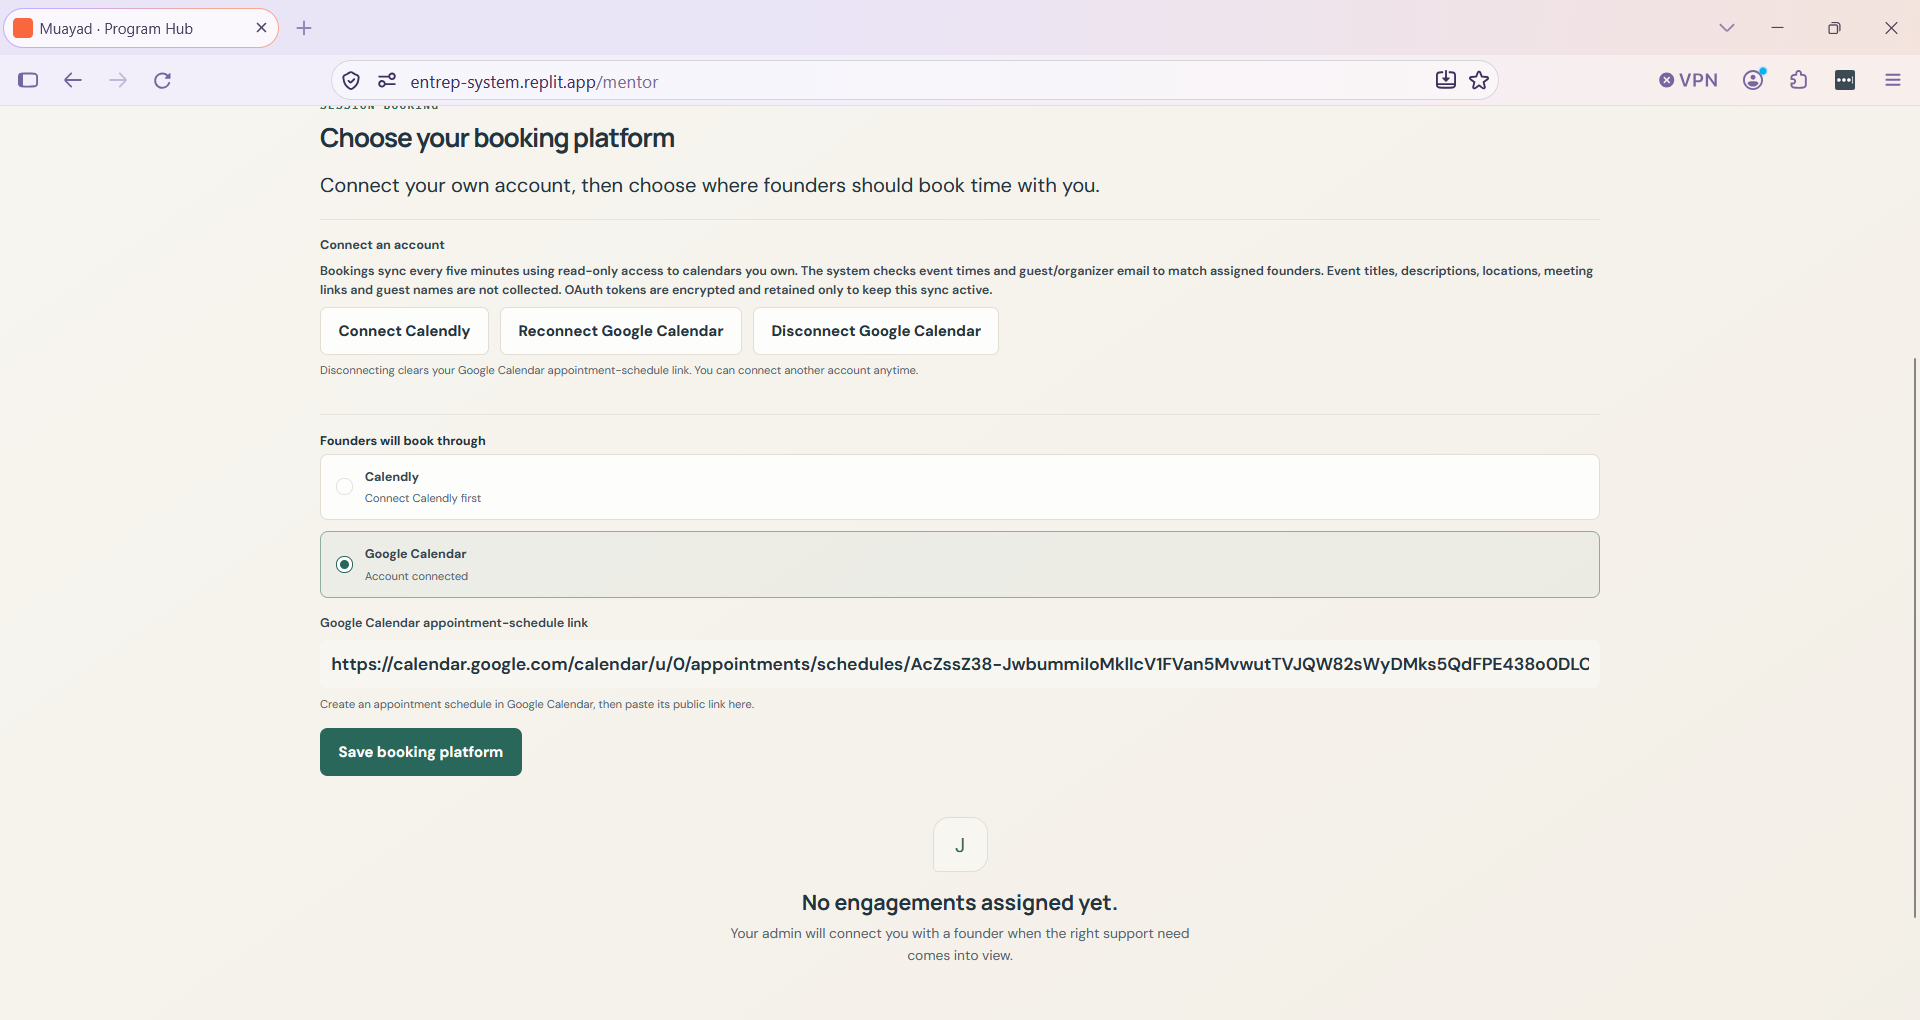 Muayad · Program Hub
entrep-system.replit.app/mentor
VPN
SESSION BOOKING
Choose your booking platform
Connect your own account, then choose where founders should book time with you.
Connect an account
Bookings sync every five minutes using read-only access to calendars you own. The system checks event times and guest/organizer email to match assigned founders. Event titles, descriptions, locations, meeting
links and guest names are not collected. OAuth tokens are encrypted and retained only to keep this sync active.
Connect Calendly
Reconnect Google Calendar
Disconnect Google Calendar
Disconnecting clears your Google Calendar appointment-schedule link. You can connect another account anytime.
Founders will book through
Calendly
Connect Calendly first
Google Calendar
Account connected
Google Calendar appointment-schedule link
https://calendar.google.com/calendar/u/0/appointments/schedules/AcZssZ38-JwbummiloMkllcV1FVan5MvwutTVJQW82sWyDMks5QdFPE438o0DLC
Create an appointment schedule in Google Calendar, then paste its public link here.
Save booking platform
J
No engagements assigned yet.
Your admin will connect you with a founder when the right support need
comes into view.